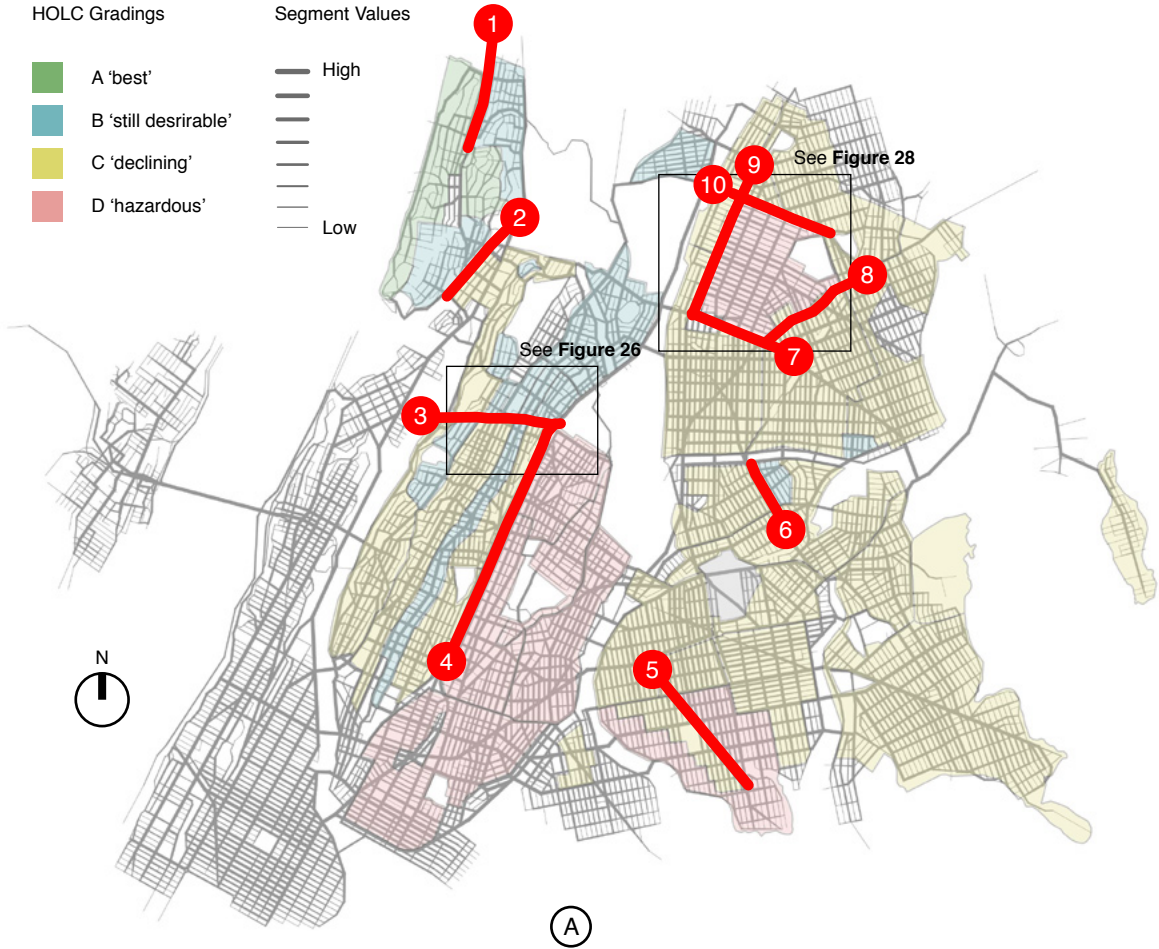 HOLC Gradings
Segment Values
A ‘best’
B ‘still desrirable’
C ‘declining’
D ‘hazardous’
High
Low
1
2
See Figure 28
9
10
8
See Figure 26
7
3
6
4
5
N
A